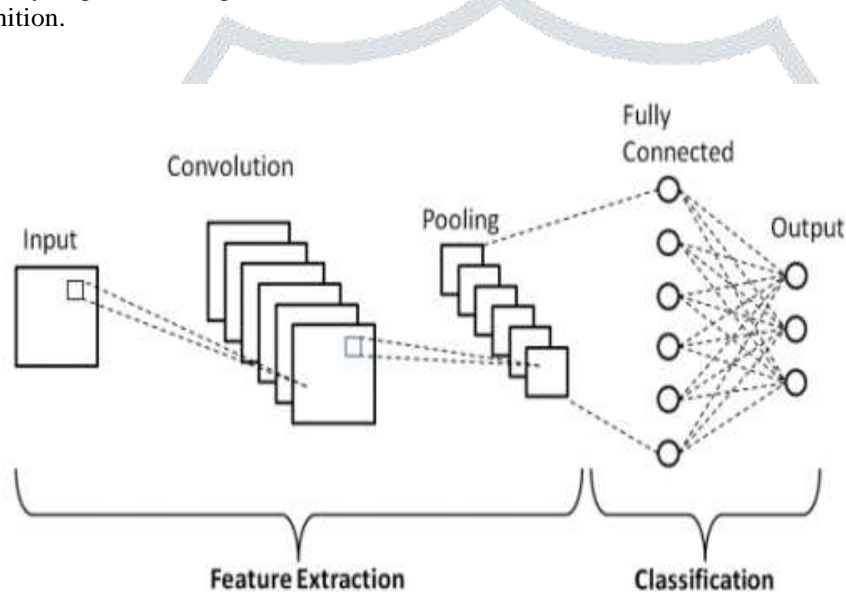 nition.
Fully
Connected
Convolution
Pooling
Output
Input
Feature Extraction
Classification